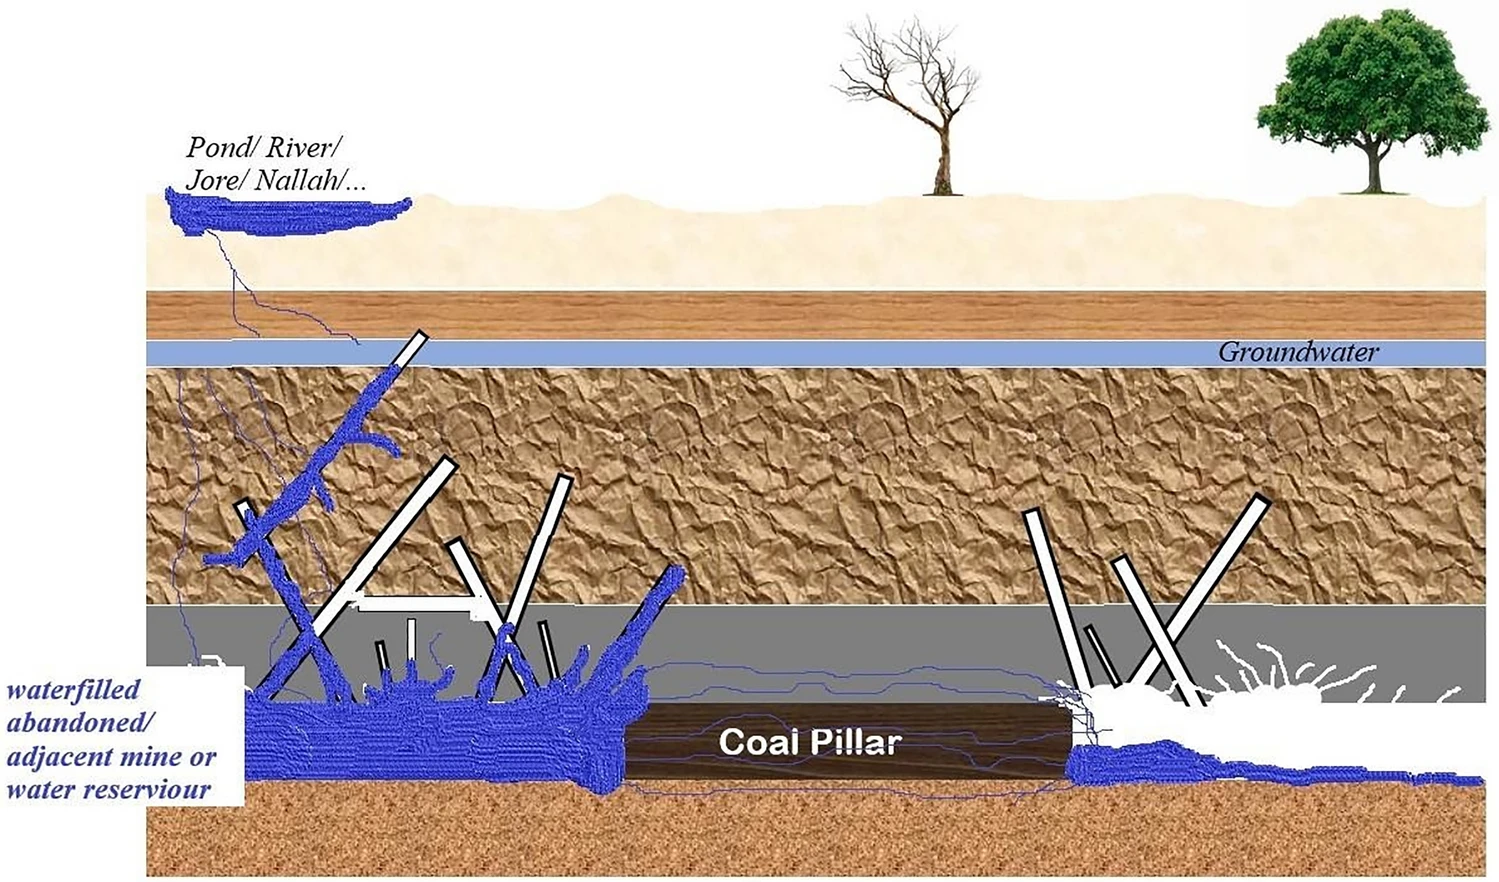 Pond/ River/
Jore/ Nallah/...
Groundwater
waterfilled
abandoned/
adjacent mine or
water reserviour
Coal Pillar